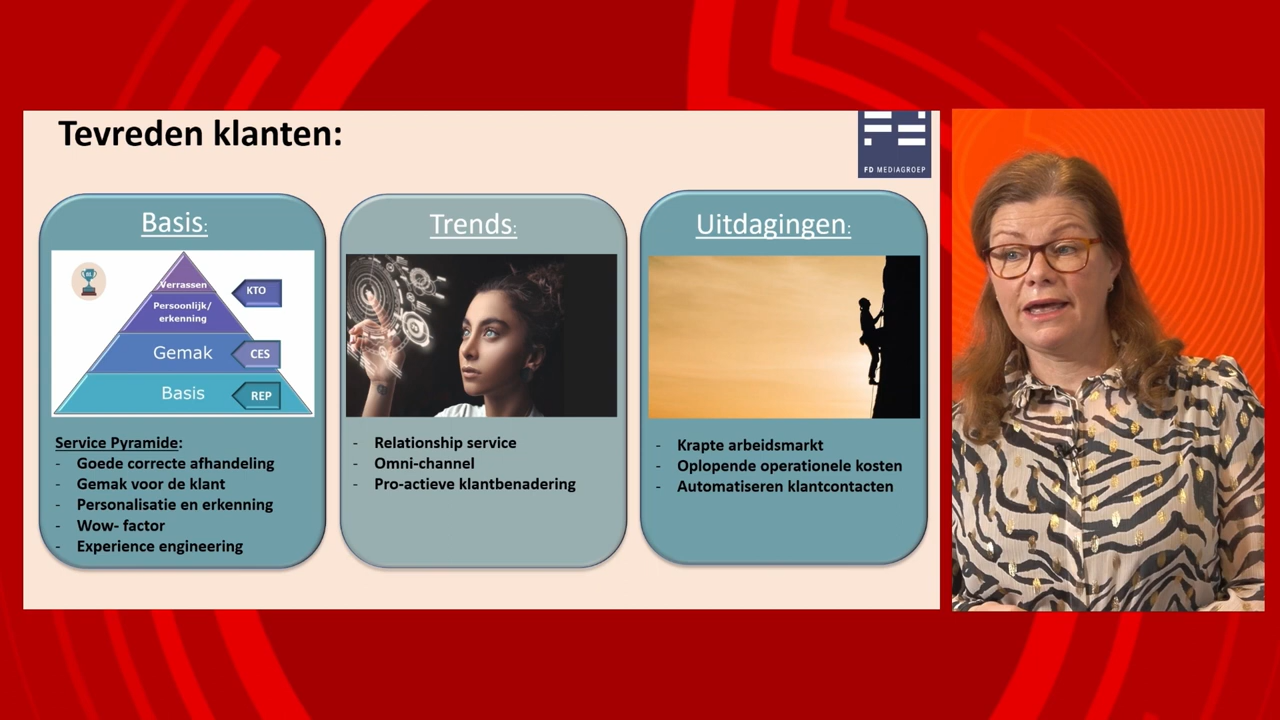 Tevreden klanten:
FD MEDIAGROEP
Basis:
Verrassen
KTO
Persoonlijk/
erkenning
Gemak
CES
Basis
REP
Service Pyramide:
- Goede correcte afhandeling
- Gemak voor de klant
- Personalisatie en erkenning
- Wow- factor
- Experience engineering
Trends:
- Relationship service
- Omni-channel
- Pro-actieve klantbenadering
Uitdagingen:
- Krapte arbeidsmarkt
- Oplopende operationele kosten
- Automatiseren klantcontacten